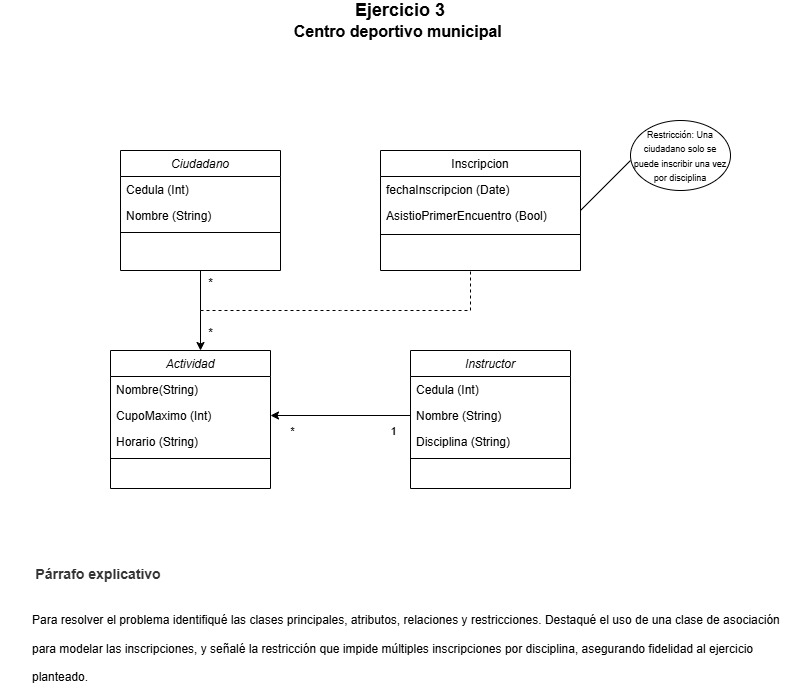 Ejercicio 3
Centro deportivo municipal
Restricción: Una
ciudadano solo se
puede inscribir una vez
por disciplina
Ciudadano
Cedula (Int)
Nombre (String)
Inscripcion
fechaInscripcion (Date)
AsistioPrimerEncuentro (Bool)
*
*
Actividad
Nombre(String)
CupoMaximo (Int)
Horario (String)
*
1
Instructor
Cedula (Int)
Nombre (String)
Disciplina (String)
Párrafo explicativo
Para resolver el problema identifiqué las clases principales, atributos, relaciones y restricciones. Destaqué el uso de una clase de asociación
para modelar las inscripciones, y señalé la restricción que impide múltiples inscripciones por disciplina, asegurando fidelidad al ejercicio
planteado.